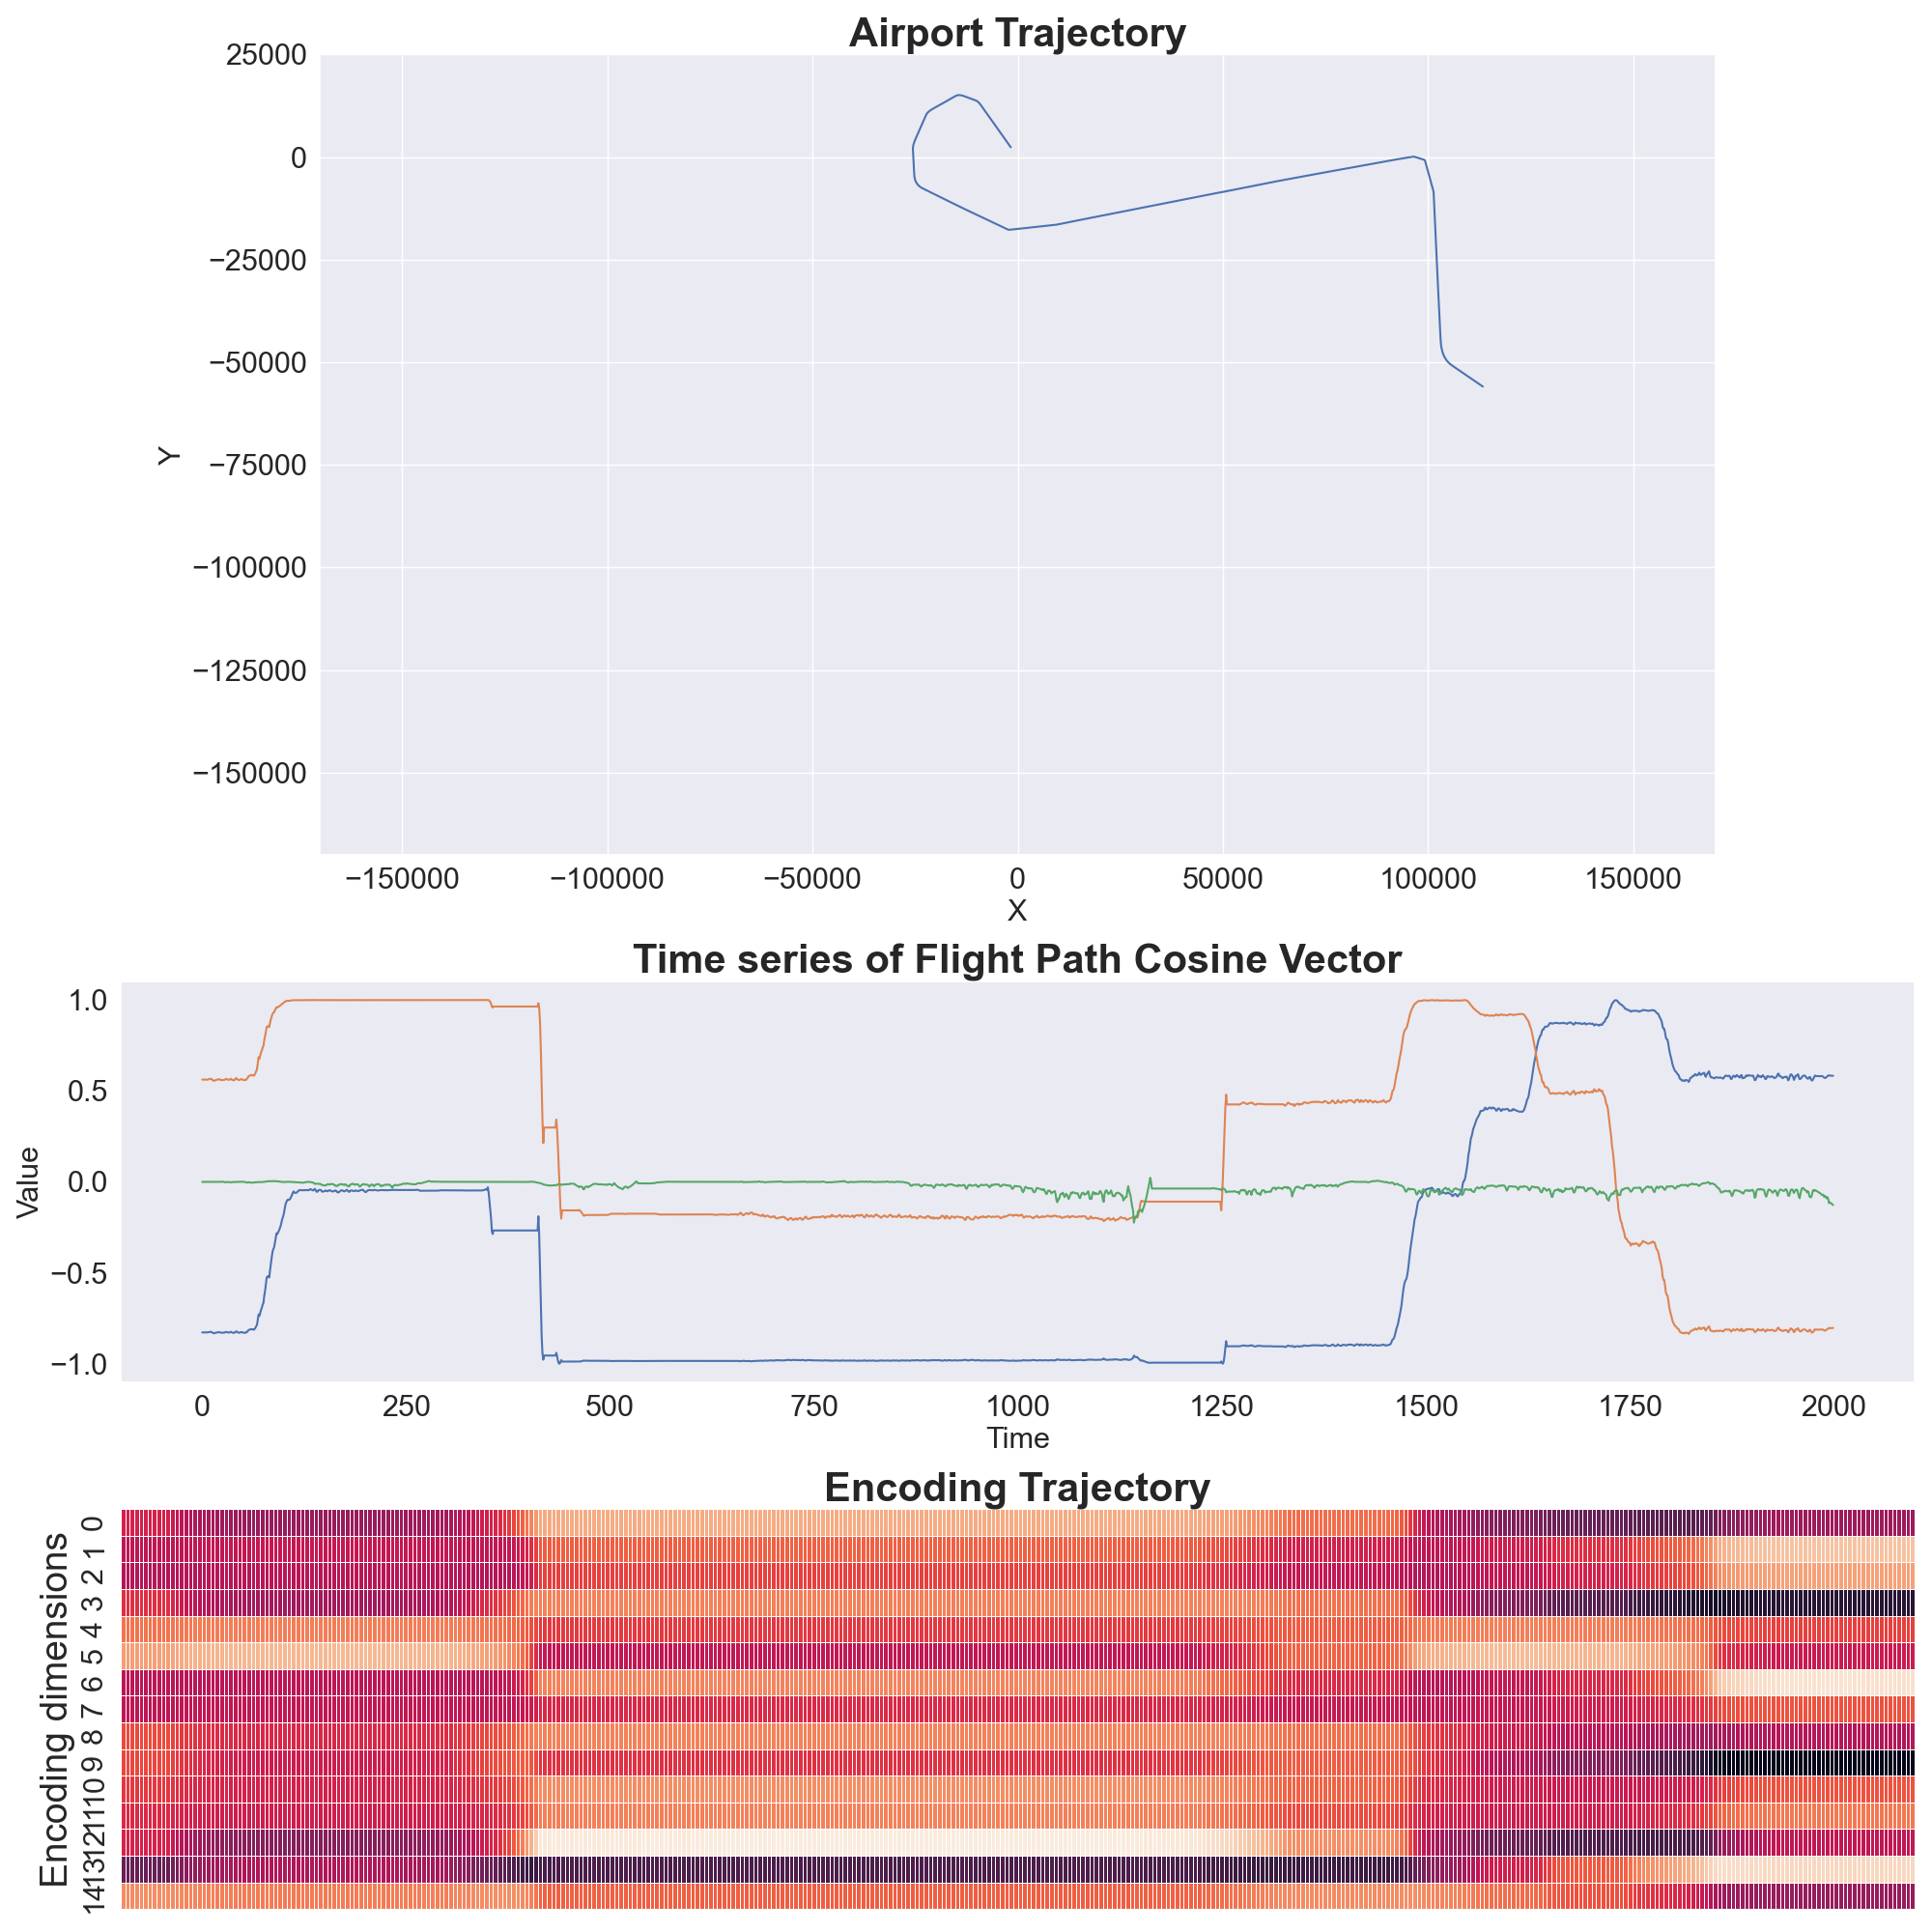 Airport Trajectory
25000
0
−25000
−50000
−75000
−100000
−125000
−150000
Y
−150000 −100000 −50000 0 50000 100000 150000
X
Time series of Flight Path Cosine Vector
1.0
0.5
0.0
−0.5
−1.0
Value
0 250 500 750 1000 1250 1500 1750 2000
Time
Encoding Trajectory
Encoding dimensions
0
1
2
3
4
5
6
7
8
9
10
11
12
13
14